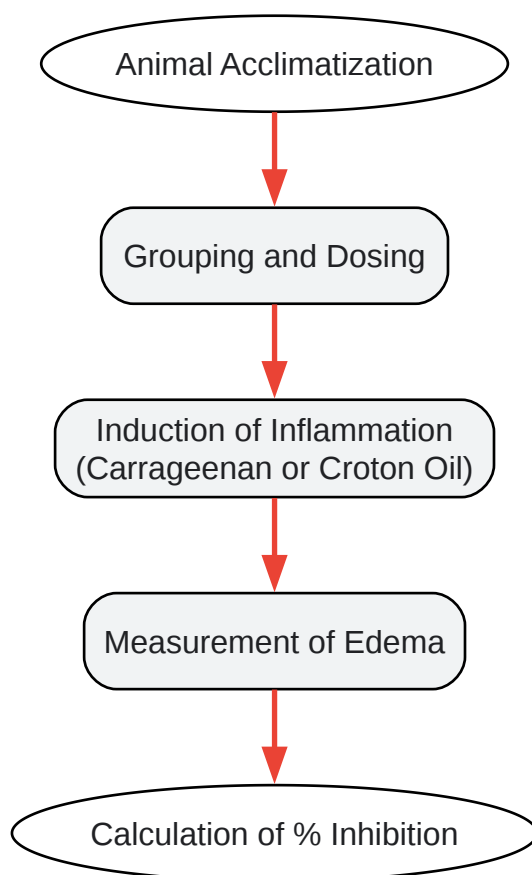 Animal Acclimatization
Grouping and Dosing
Induction of Inflammation
(Carrageenan or Croton Oil)
Measurement of Edema
Calculation of % Inhibition